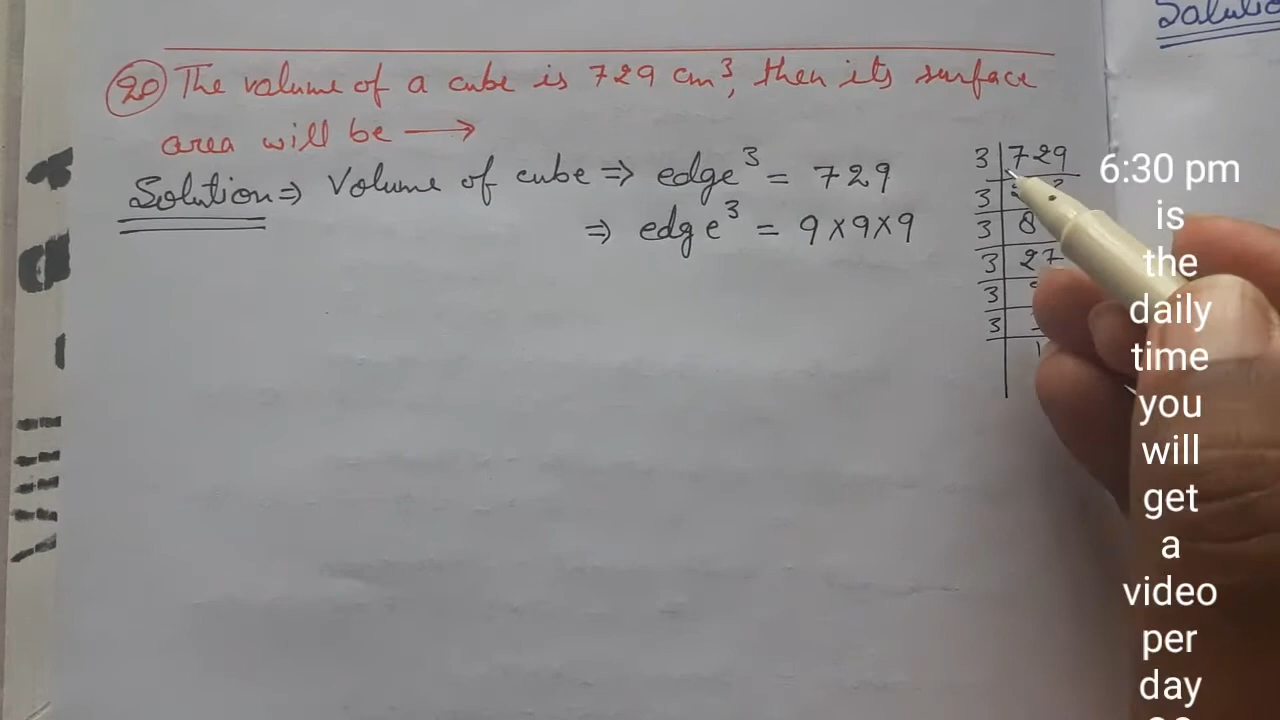 Solutio
20 The volume of a cube is 729 cm³, then its surface
area will be →
Solution ⇒ Volume of cube ⇒ edge³ = 729
⇒ edge³ = 9×9×9
3 | 729
3
3 | 8
3 | 27
3
3
1
6:30 pm
is
the
daily
time
you
will
get
a
video
per
day